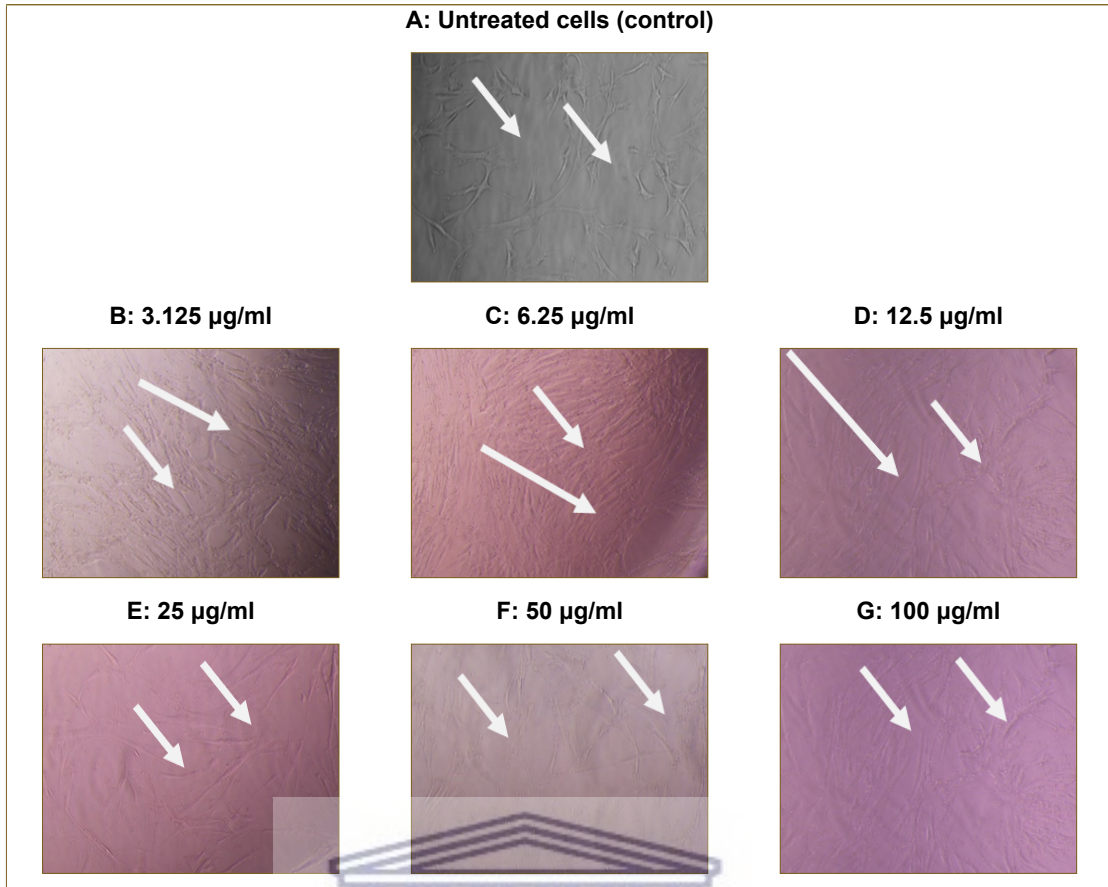 A: Untreated cells (control)
B: 3.125 µg/ml
C: 6.25 µg/ml
D: 12.5 µg/ml
E: 25 µg/ml
F: 50 µg/ml
G: 100 µg/ml